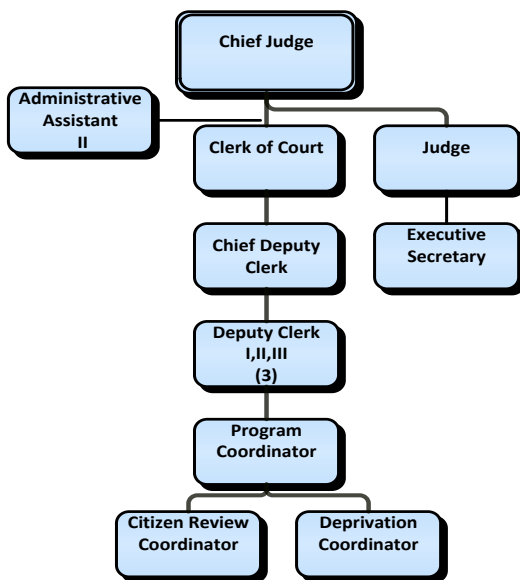 Chief Judge
Administrative
Assistant
II
Clerk of Court
Judge
Chief Deputy
Clerk
Executive
Secretary
Deputy Clerk
I,II,III
(3)
Program
Coordinator
Citizen Review
Coordinator
Deprivation
Coordinator